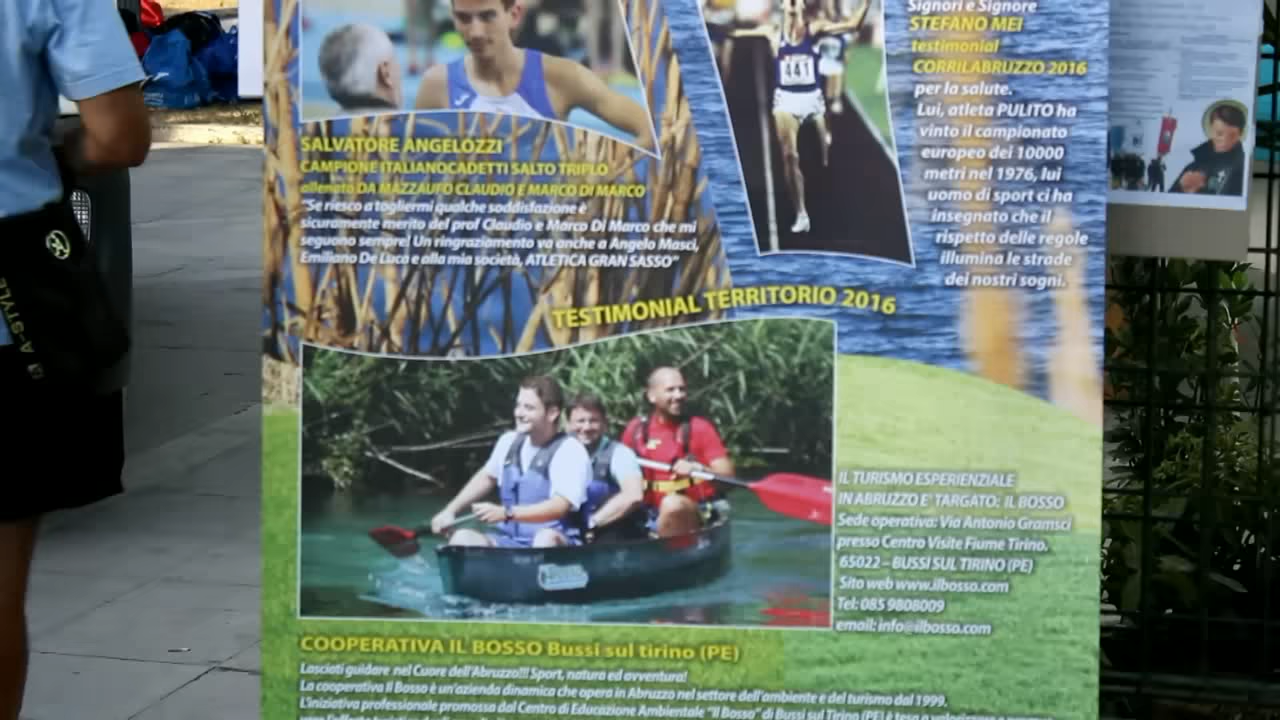 Signori e Signore
STEFANO MEI
testimonial
CORRILABRUZZO 2016
per la salute.
Lui, atleta PULITO ha
vinto il campionato
europeo dei 10000
metri nel 1976, lui
uomo di sport ci ha
insegnato che il
rispetto delle regole
illumina le strade
dei nostri sogni.
441
SALVATORE ANGELOZZI
CAMPIONE ITALIANOCADETTI SALTO TRIPLO
allenato DA MAZZAUFO CLAUDIO E MARCO DI MARCO
"Se riesco a togliermi qualche soddisfazione è
sicuramente merito del prof Claudio e Marco Di Marco che mi
seguono sempre! Un ringraziamento va anche a Angelo Masci,
Emiliano De Luca e alla mia società, ATLETICA GRAN SASSO"
TESTIMONIAL TERRITORIO 2016
IL TURISMO ESPERIENZIALE
IN ABRUZZO E' TARGATO: IL BOSSO
Sede operativa: Via Antonio Gramsci
presso Centro Visite Fiume Tirino.
65022 – BUSSI SUL TIRINO (PE)
Sito web www.ilbosso.com
Tel: 085 9808009
email: info@ilbosso.com
COOPERATIVA IL BOSSO Bussi sul tirino (PE)
Lasciati guidare nel Cuore dell'Abruzzo!!! Sport, natura ed avventura!
La cooperativa Il Bosso è un'azienda dinamica che opera in Abruzzo nel settore dell'ambiente e del turismo dal 1999.
L'iniziativa professionale promossa dal Centro di Educazione Ambientale "Il Bosso" di Bussi sul Tirino (PE) è tesa a valorizzare
A-STYLE